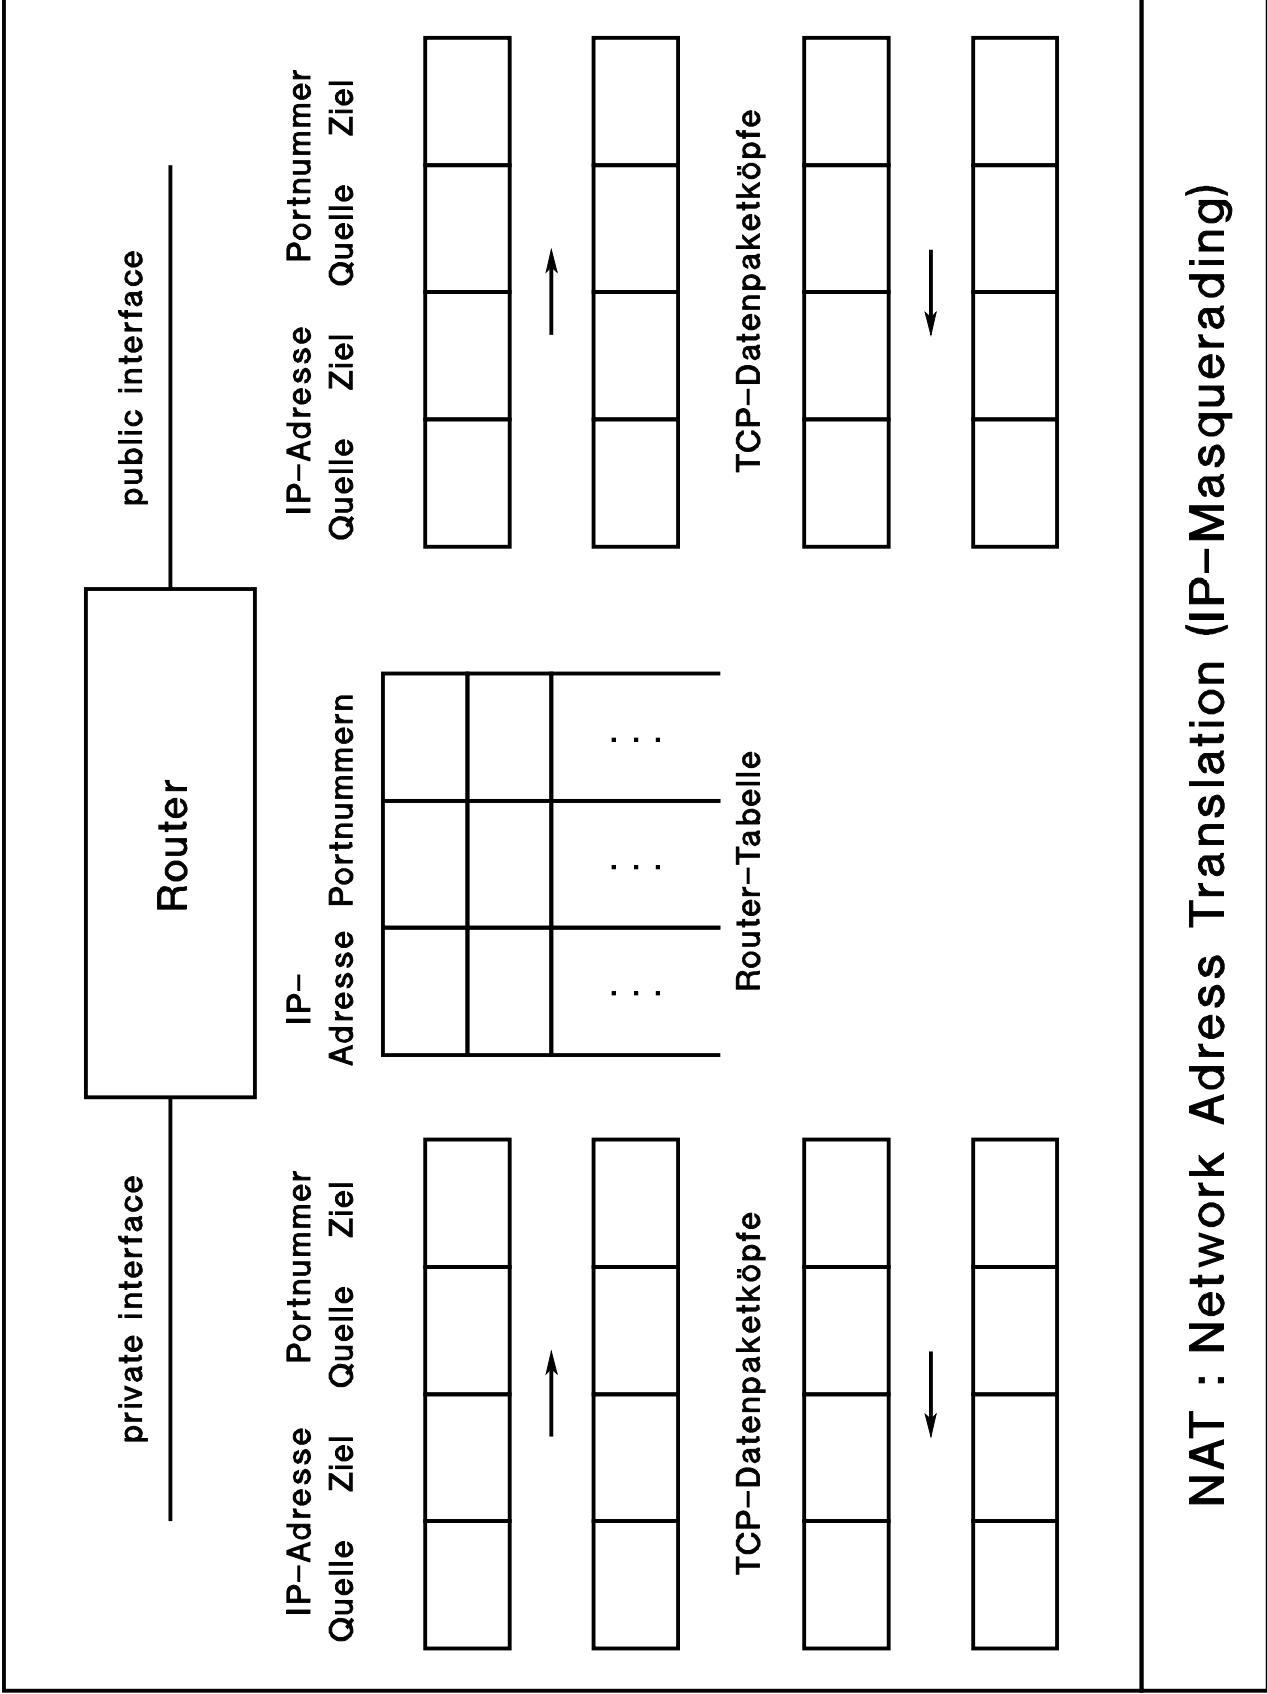 private interface
Router
public interface
IP-Adresse Portnummer
Quelle Ziel Quelle Ziel
IP-
Adresse Portnummern
IP-Adresse Portnummer
Quelle Ziel Quelle Ziel
. . . . . . . . .
TCP-Datenpaketköpfe
Router-Tabelle
TCP-Datenpaketköpfe
NAT : Network Adress Translation (IP-Masquerading)